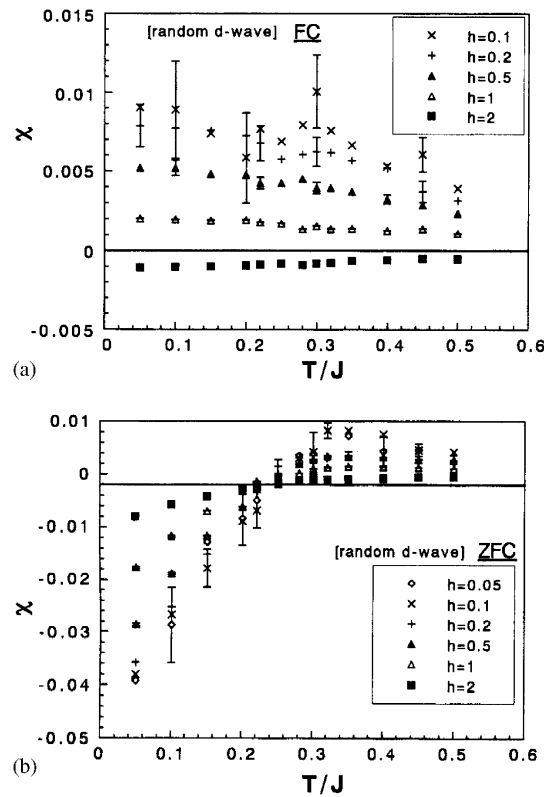 0.015
[random d-wave] FC
h=0.1
h=0.2
h=0.5
h=1
h=2
0.01
0.005
0
-0.005
χ
0 0.1 0.2 0.3 0.4 0.5 0.6
T/J
(a)
0.01
0
-0.01
-0.02
-0.03
-0.04
-0.05
χ
[random d-wave] ZFC
h=0.05
h=0.1
h=0.2
h=0.5
h=1
h=2
0 0.1 0.2 0.3 0.4 0.5 0.6
T/J
(b)